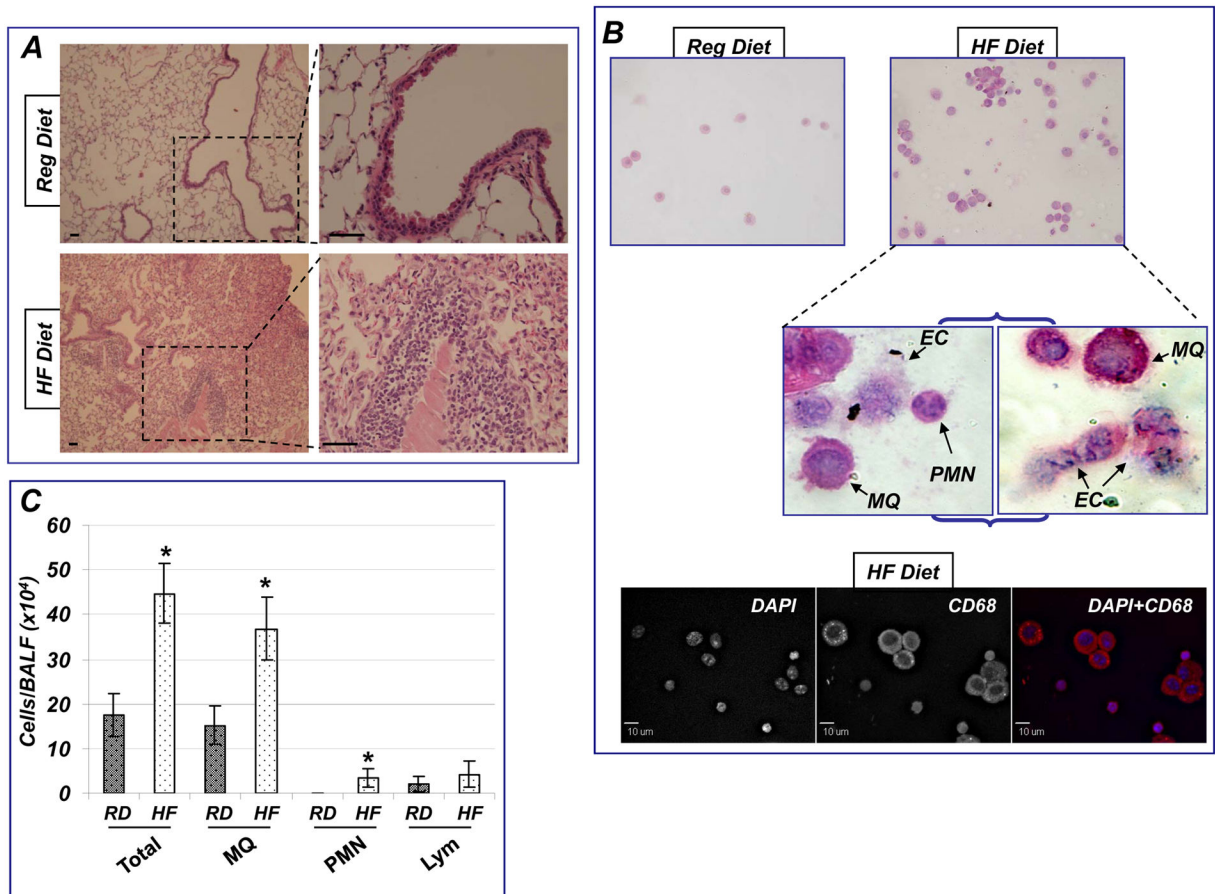 A
Reg Diet
HF Diet
B
Reg Diet
HF Diet
EC
MQ
PMN
MQ
EC
HF Diet
DAPI
CD68
DAPI+CD68
10 um
10 um
10 um
C
Cells/BALF (x10⁴)
60
50
40
30
20
10
0
*
*
*
RD HF RD HF RD HF RD HF
Total MQ PMN Lym